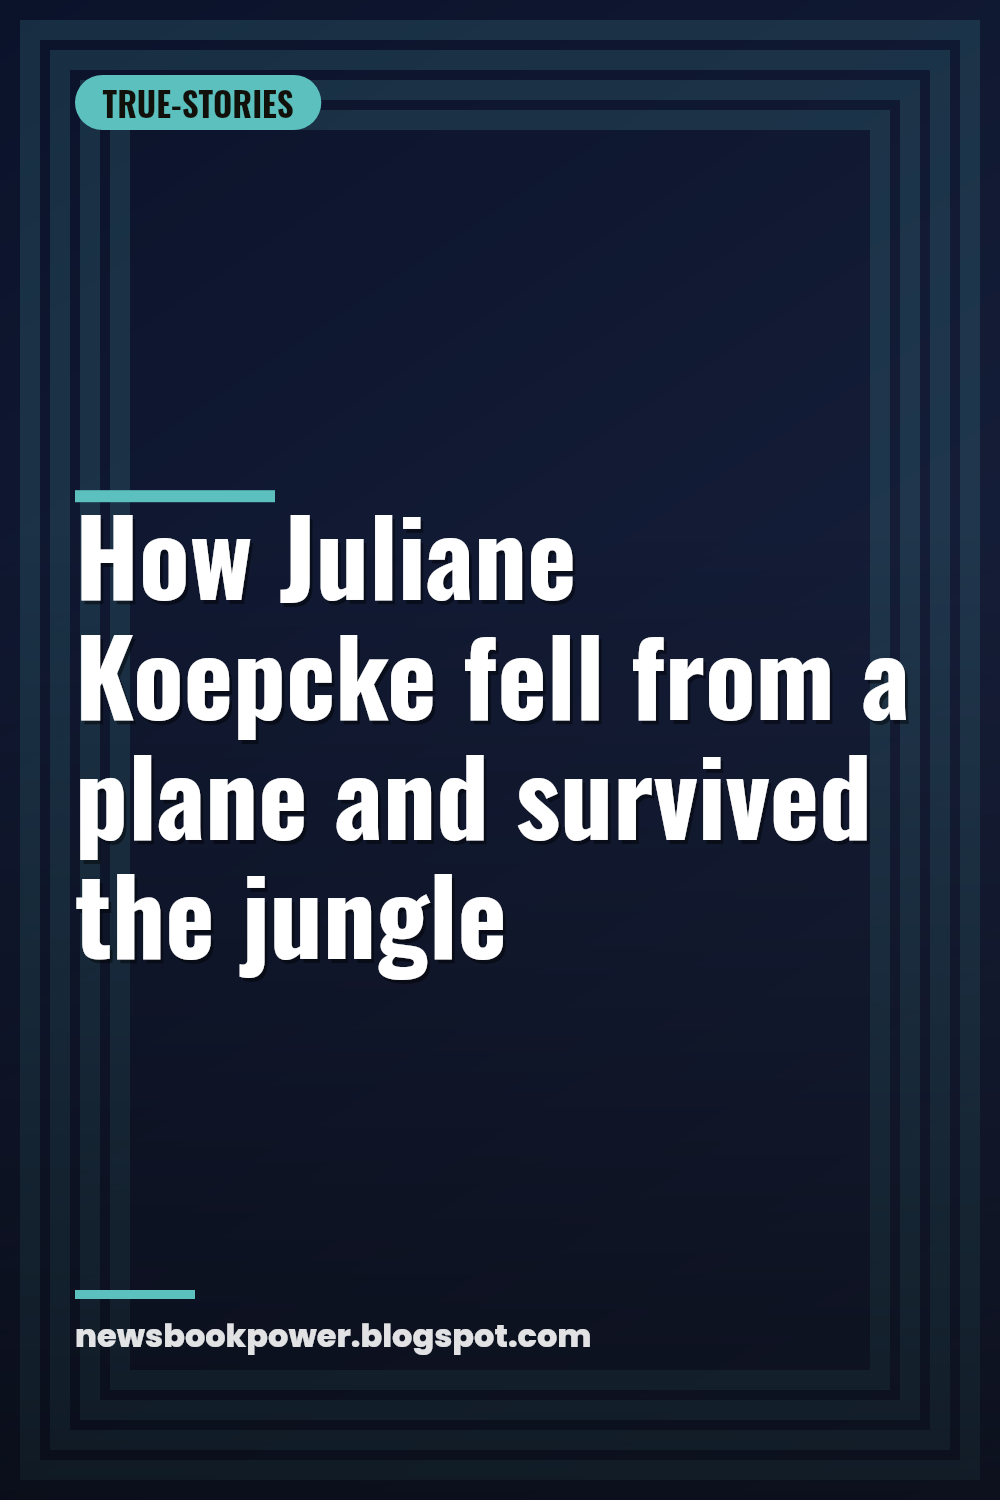 TRUE-STORIES
How Juliane
Koepcke fell from a
plane and survived
the jungle
newsbookpower.blogspot.com